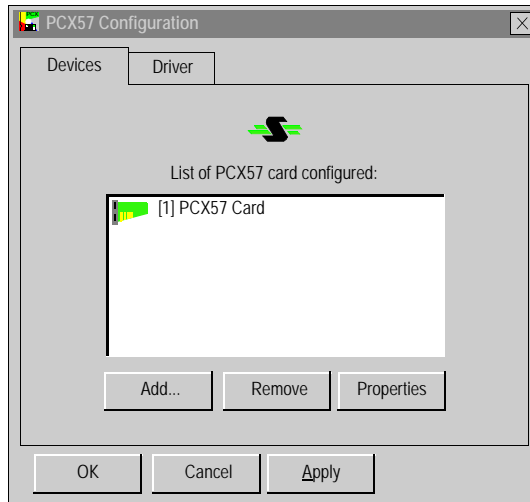 PCX57 Configuration
Devices
Driver
List of PCX57 card configured:
[1] PCX57 Card
Add...
Remove
Properties
OK
Cancel
Apply